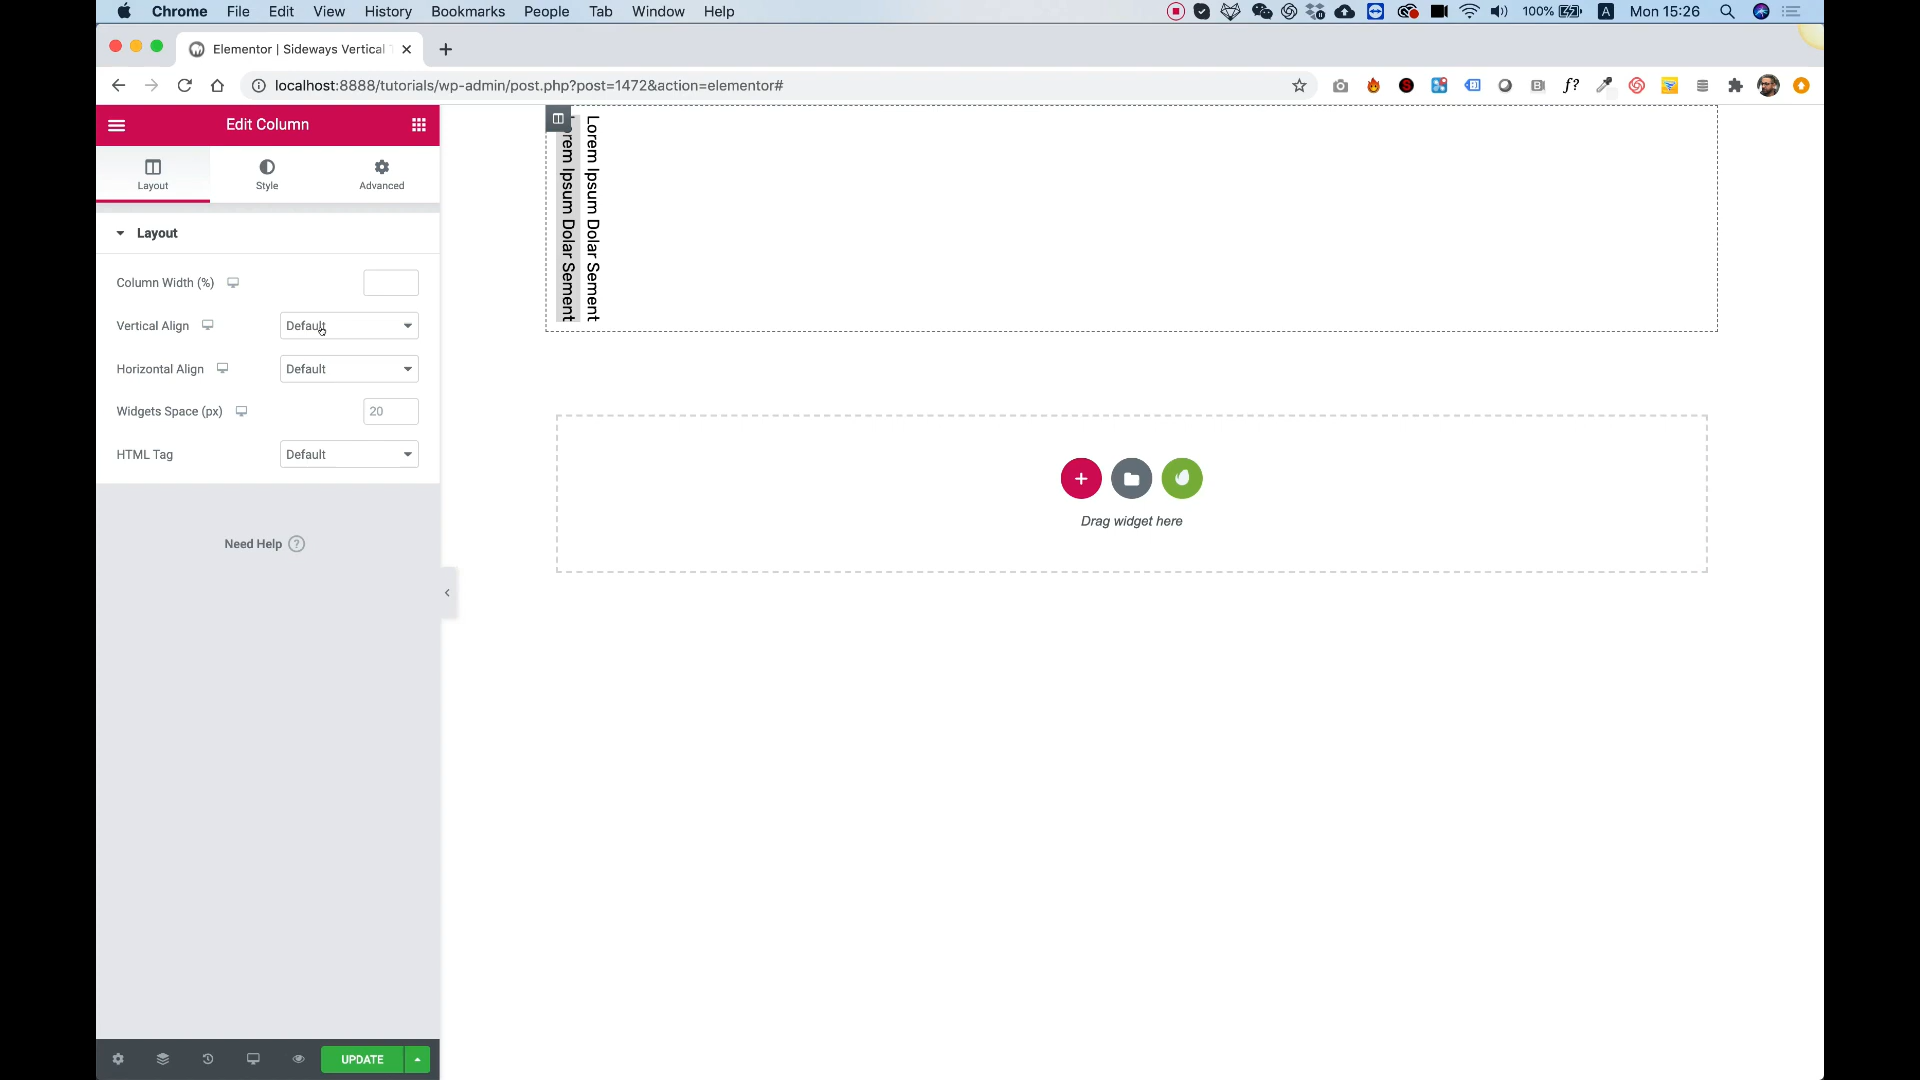 Chrome File Edit View History Bookmarks People Tab Window Help
100% A Mon 15:26
Elementor | Sideways Vertical
localhost:8888/tutorials/wp-admin/post.php?post=1472&action=elementor#
f?
Edit Column
Layout Style Advanced
Layout
Column Width (%)
Vertical Align Default
Horizontal Align Default
Widgets Space (px) 20
HTML Tag Default
Need Help ?
UPDATE
Lorem Ipsum Dolar Sement
Ipsum Dolar Sement
Drag widget here